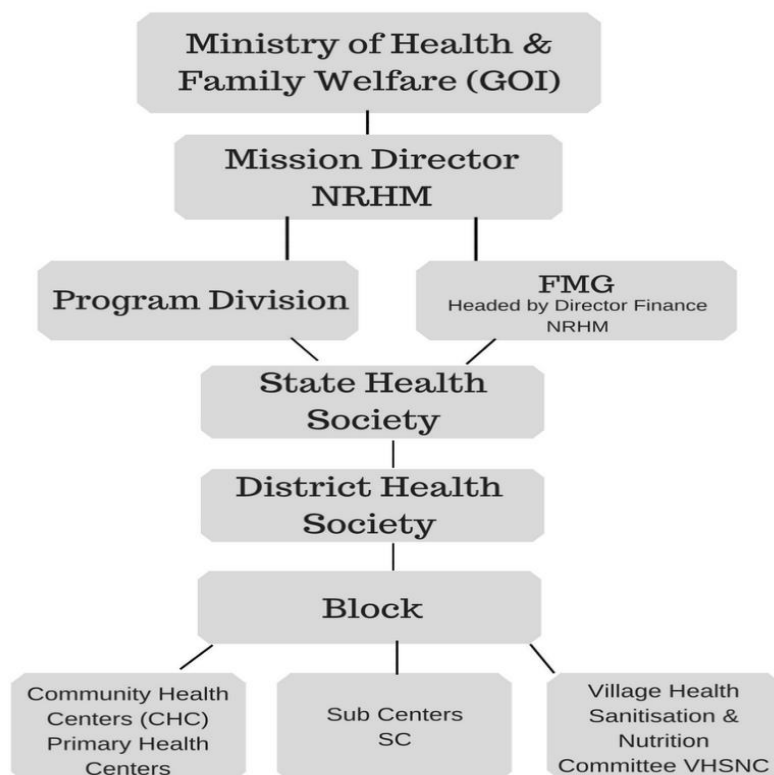 Ministry of Health &
Family Welfare (GOI)
Mission Director
NRHM
Program Division
FMG
Headed by Director Finance
NRHM
State Health
Society
District Health
Society
Block
Community Health
Centers (CHC)
Primary Health
Centers
Sub Centers
SC
Village Health
Sanitisation &
Nutrition
Committee VHSNC